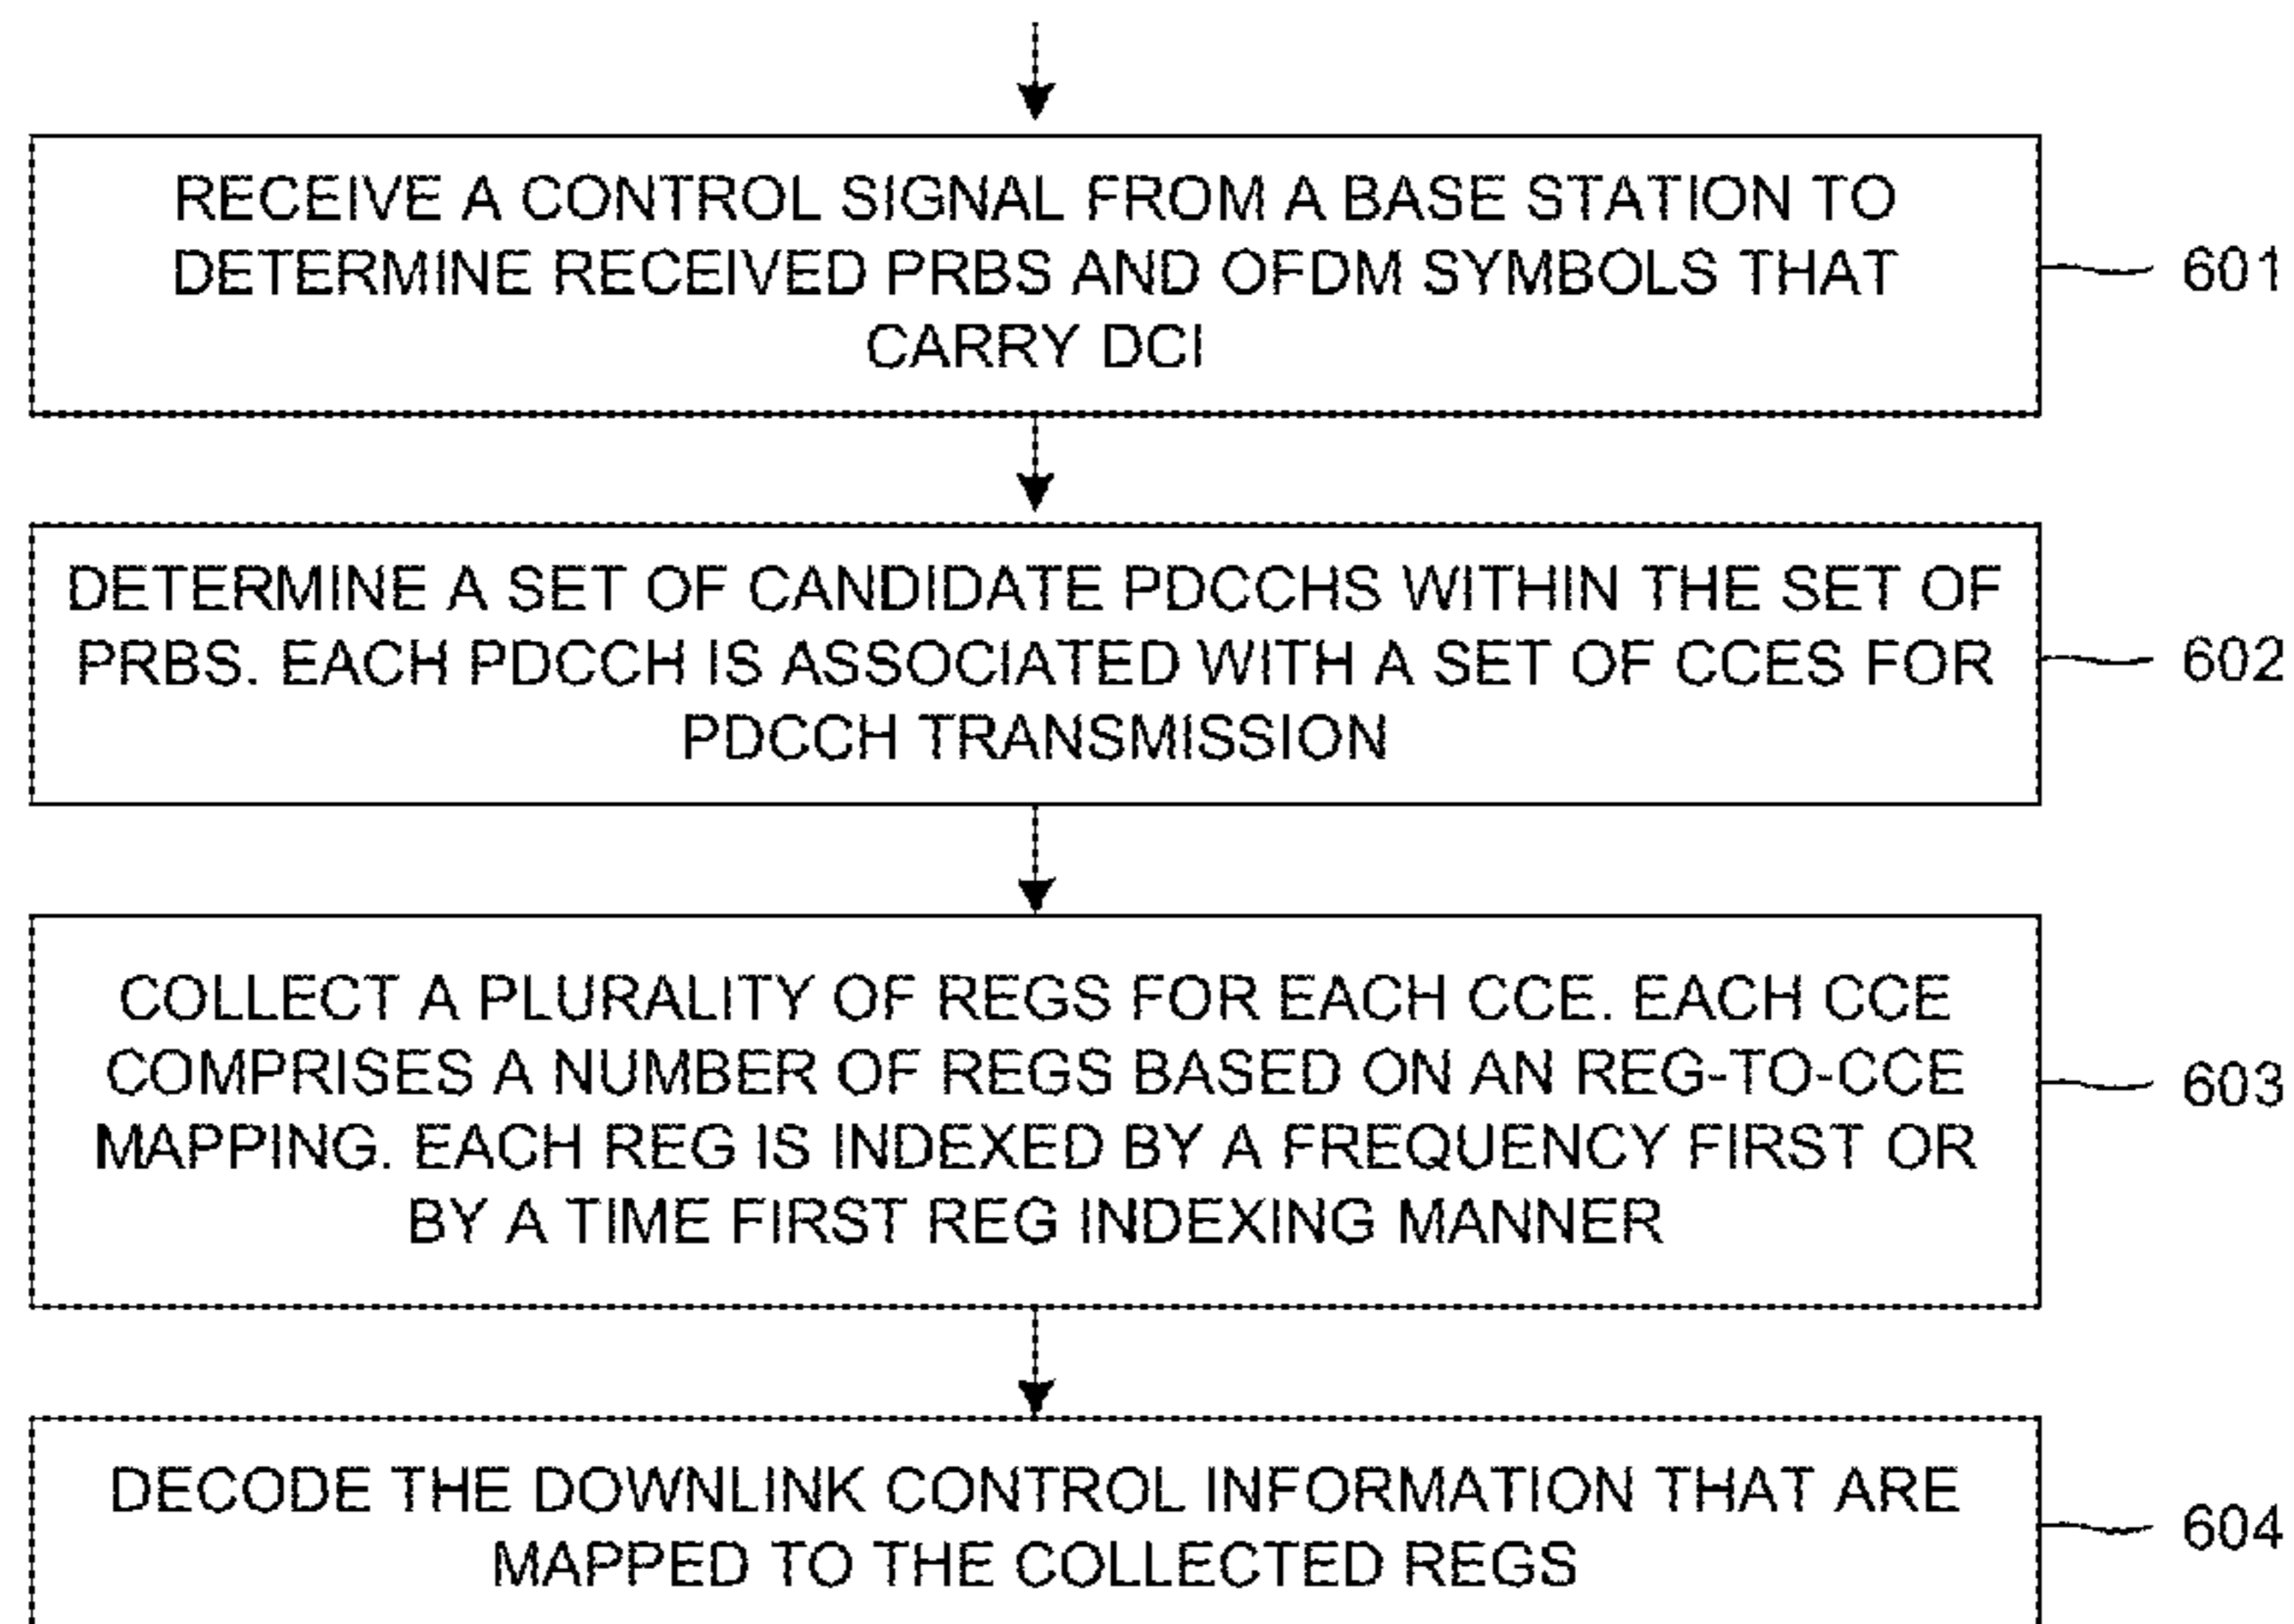 RECEIVE A CONTROL SIGNAL FROM A BASE STATION TO
DETERMINE RECEIVED PRBS AND OFDM SYMBOLS THAT
CARRY DCI
601
DETERMINE A SET OF CANDIDATE PDCCHS WITHIN THE SET OF
PRBS. EACH PDCCH IS ASSOCIATED WITH A SET OF CCES FOR
PDCCH TRANSMISSION
602
COLLECT A PLURALITY OF REGS FOR EACH CCE. EACH CCE
COMPRISES A NUMBER OF REGS BASED ON AN REG-TO-CCE
MAPPING. EACH REG IS INDEXED BY A FREQUENCY FIRST OR
BY A TIME FIRST REG INDEXING MANNER
603
DECODE THE DOWNLINK CONTROL INFORMATION THAT ARE
MAPPED TO THE COLLECTED REGS
604